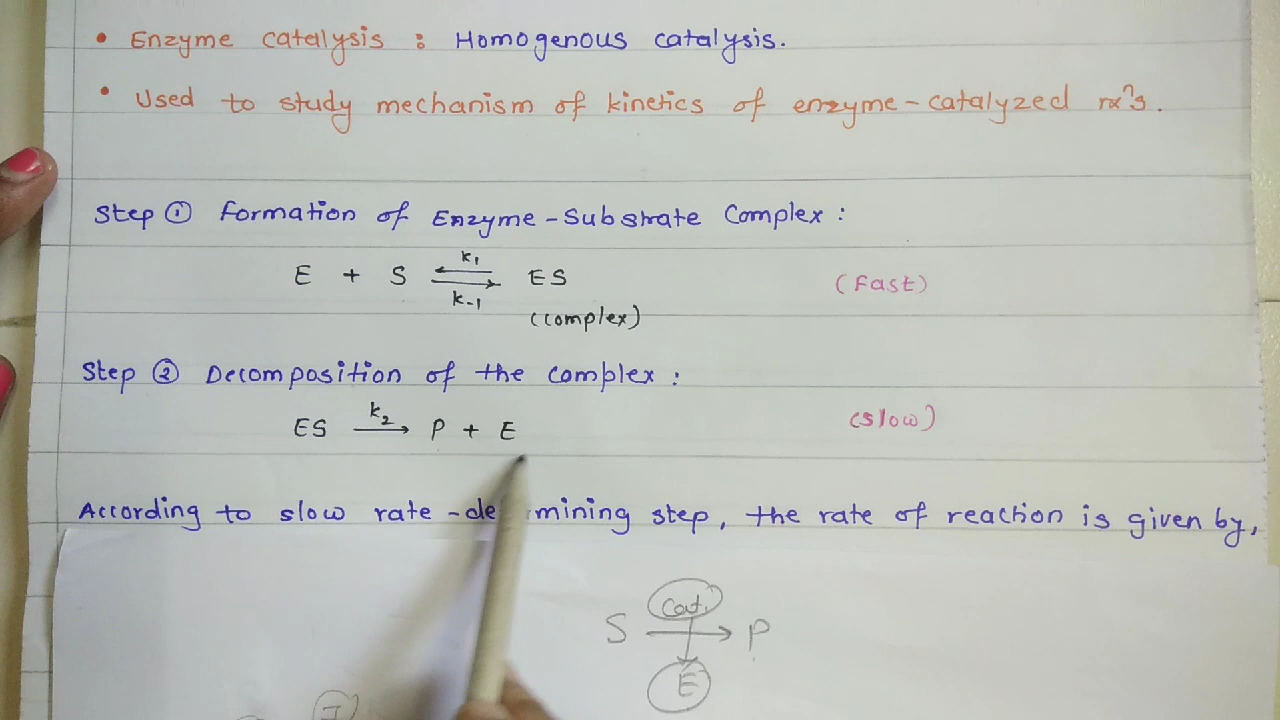 • Enzyme catalysis : Homogenous catalysis.
• Used to study mechanism of kinetics of enzyme-catalyzed rxⁿs.
Step ① Formation of Enzyme-Substrate Complex :
E + S ⇌ ES (Fast)
k₁
k-1
(complex)
Step ② Decomposition of the complex :
k₂
ES → P + E (slow)
According to slow rate-de mining step, the rate of reaction is given by,
cat.
S → P
E